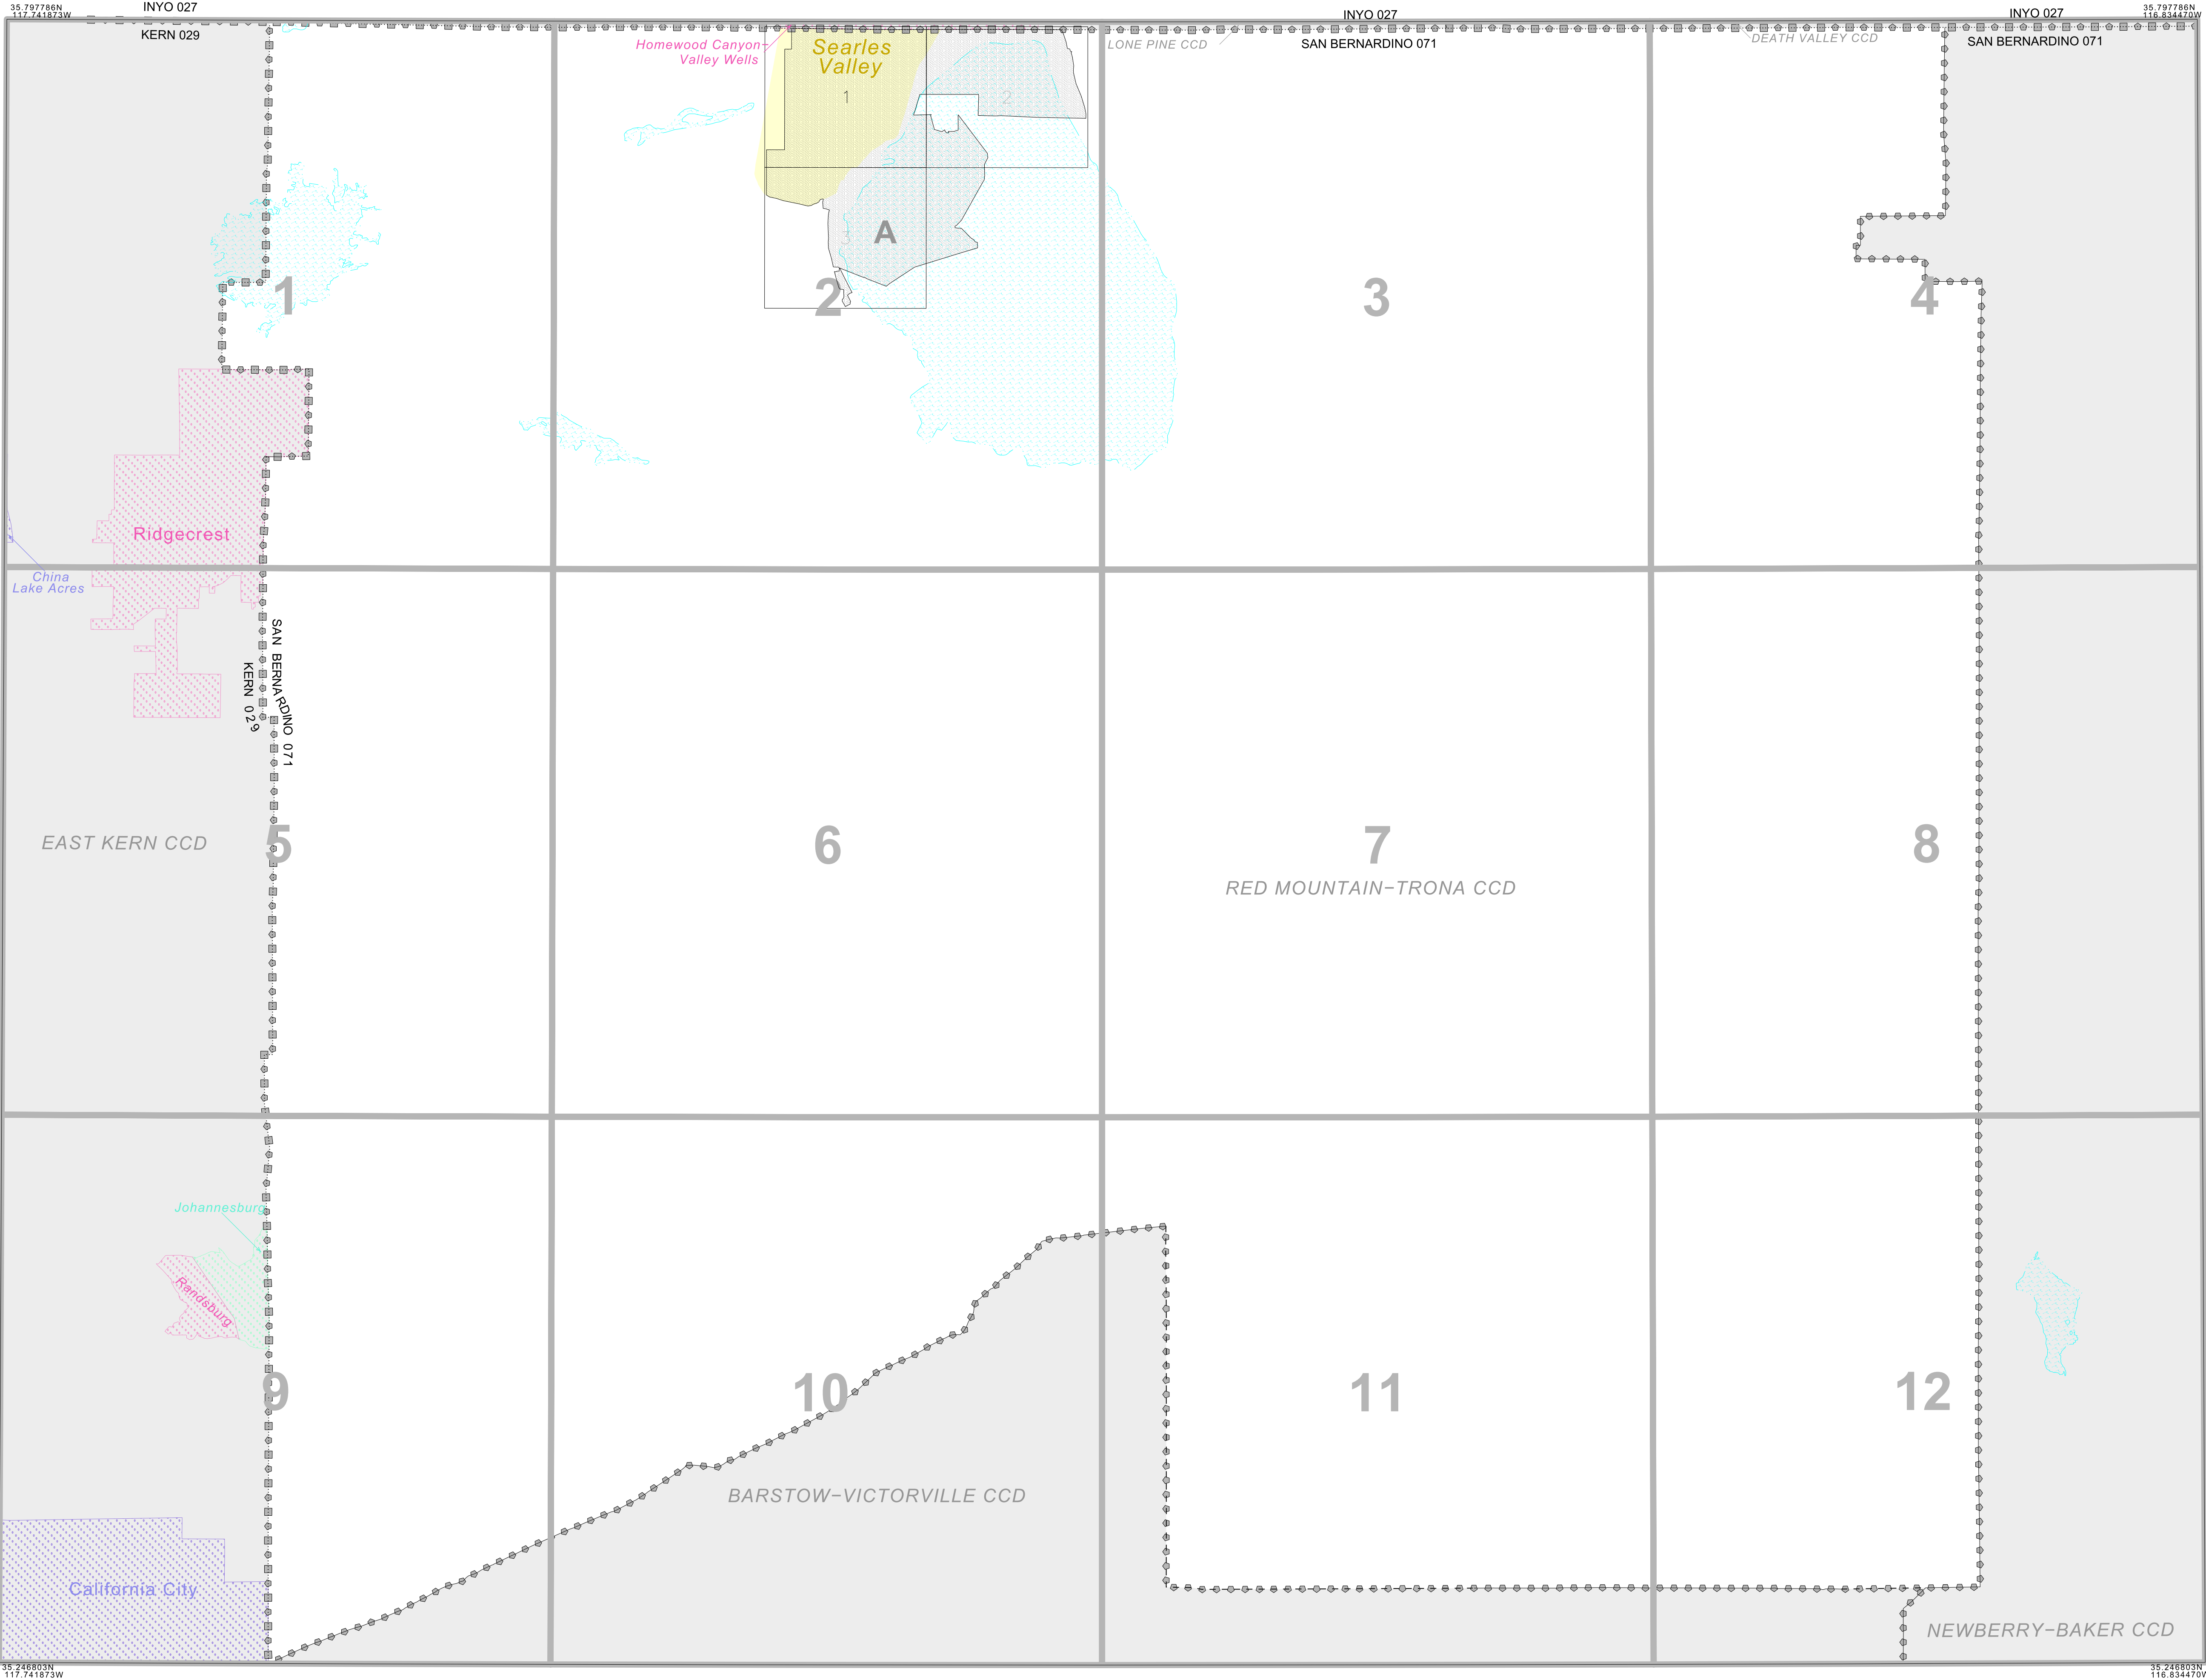 35.797786N
117.741873W
INYO 027
KERN 029
INYO 027
SAN BERNARDINO 071
INYO 027
SAN BERNARDINO 071
35.797786N
116.834470W
Homewood Canyon-
Valley Wells
Searles
Valley
LONE PINE CCD
DEATH VALLEY CCD
1
2
3
A
1
2
3
4
Ridgecrest
China
Lake Acres
SAN BERNARDINO 071
KERN 029
EAST KERN CCD
5
6
7
8
RED MOUNTAIN-TRONA CCD
Johannesburg
Randsburg
9
10
11
12
BARSTOW-VICTORVILLE CCD
California City
NEWBERRY-BAKER CCD
35.246803N
117.741873W
35.246803N
116.834470W